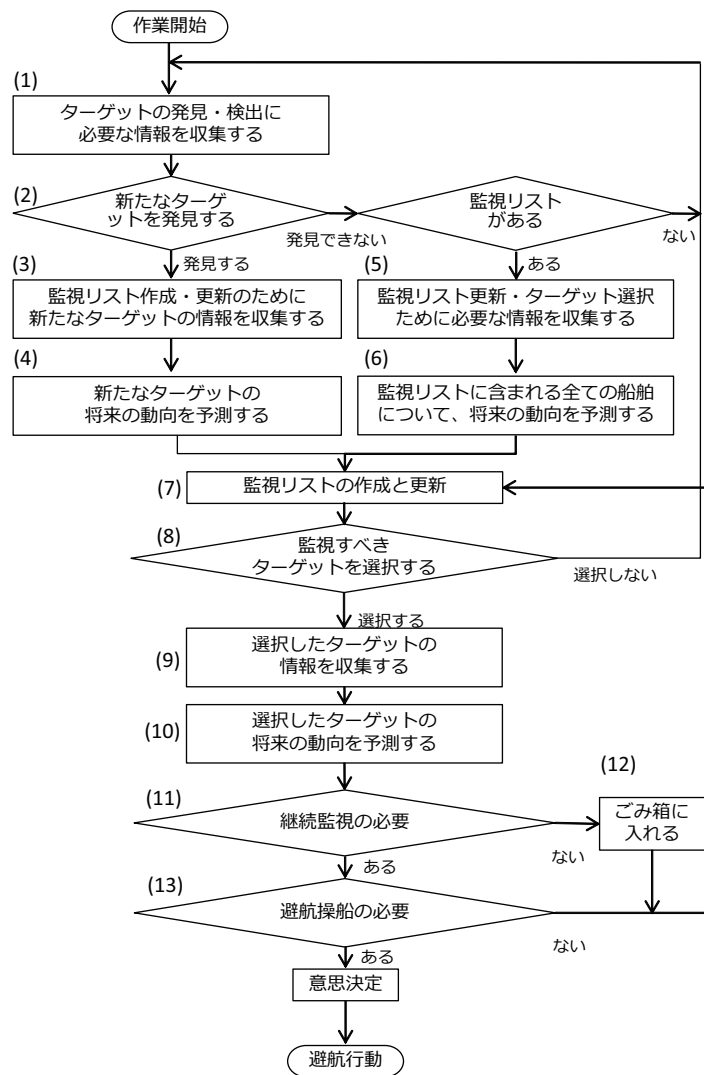 作業開始
(1)
ターゲットの発見・検出に
必要な情報を収集する
(2)
新たなターゲ
ットを発見する
発見できない
監視リスト
がある
ない
発見する
ある
(3)
監視リスト作成・更新のために
新たなターゲットの情報を収集する
(5)
監視リスト更新・ターゲット選択
ために必要な情報を収集する
(4)
新たなターゲットの
将来の動向を予測する
(6)
監視リストに含まれる全ての船舶
について、将来の動向を予測する
(7)
監視リストの作成と更新
(8)
監視すべき
ターゲットを選択する
選択しない
選択する
(9)
選択したターゲットの
情報を収集する
(10)
選択したターゲットの
将来の動向を予測する
(11)
継続監視の必要
ない
(12)
ごみ箱に
入れる
ある
(13)
避航操船の必要
ない
ある
意思決定
避航行動